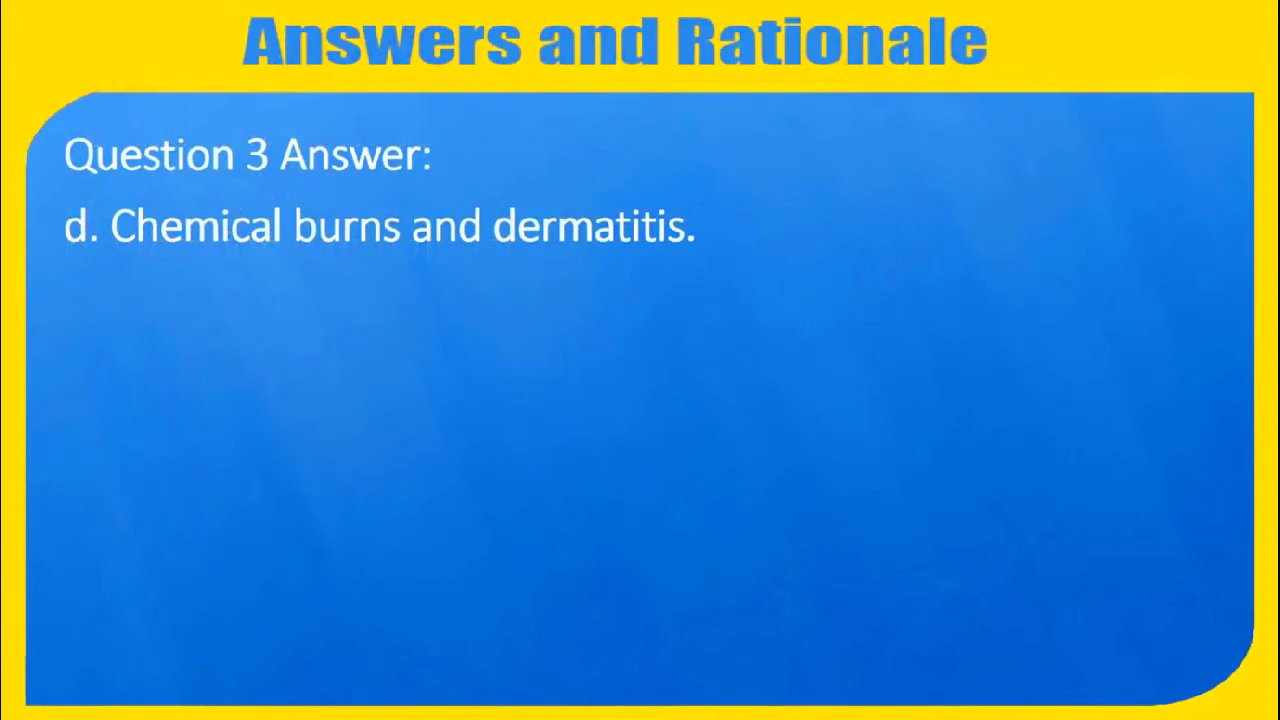 Answers and Rationale
Question 3 Answer:
d. Chemical burns and dermatitis.